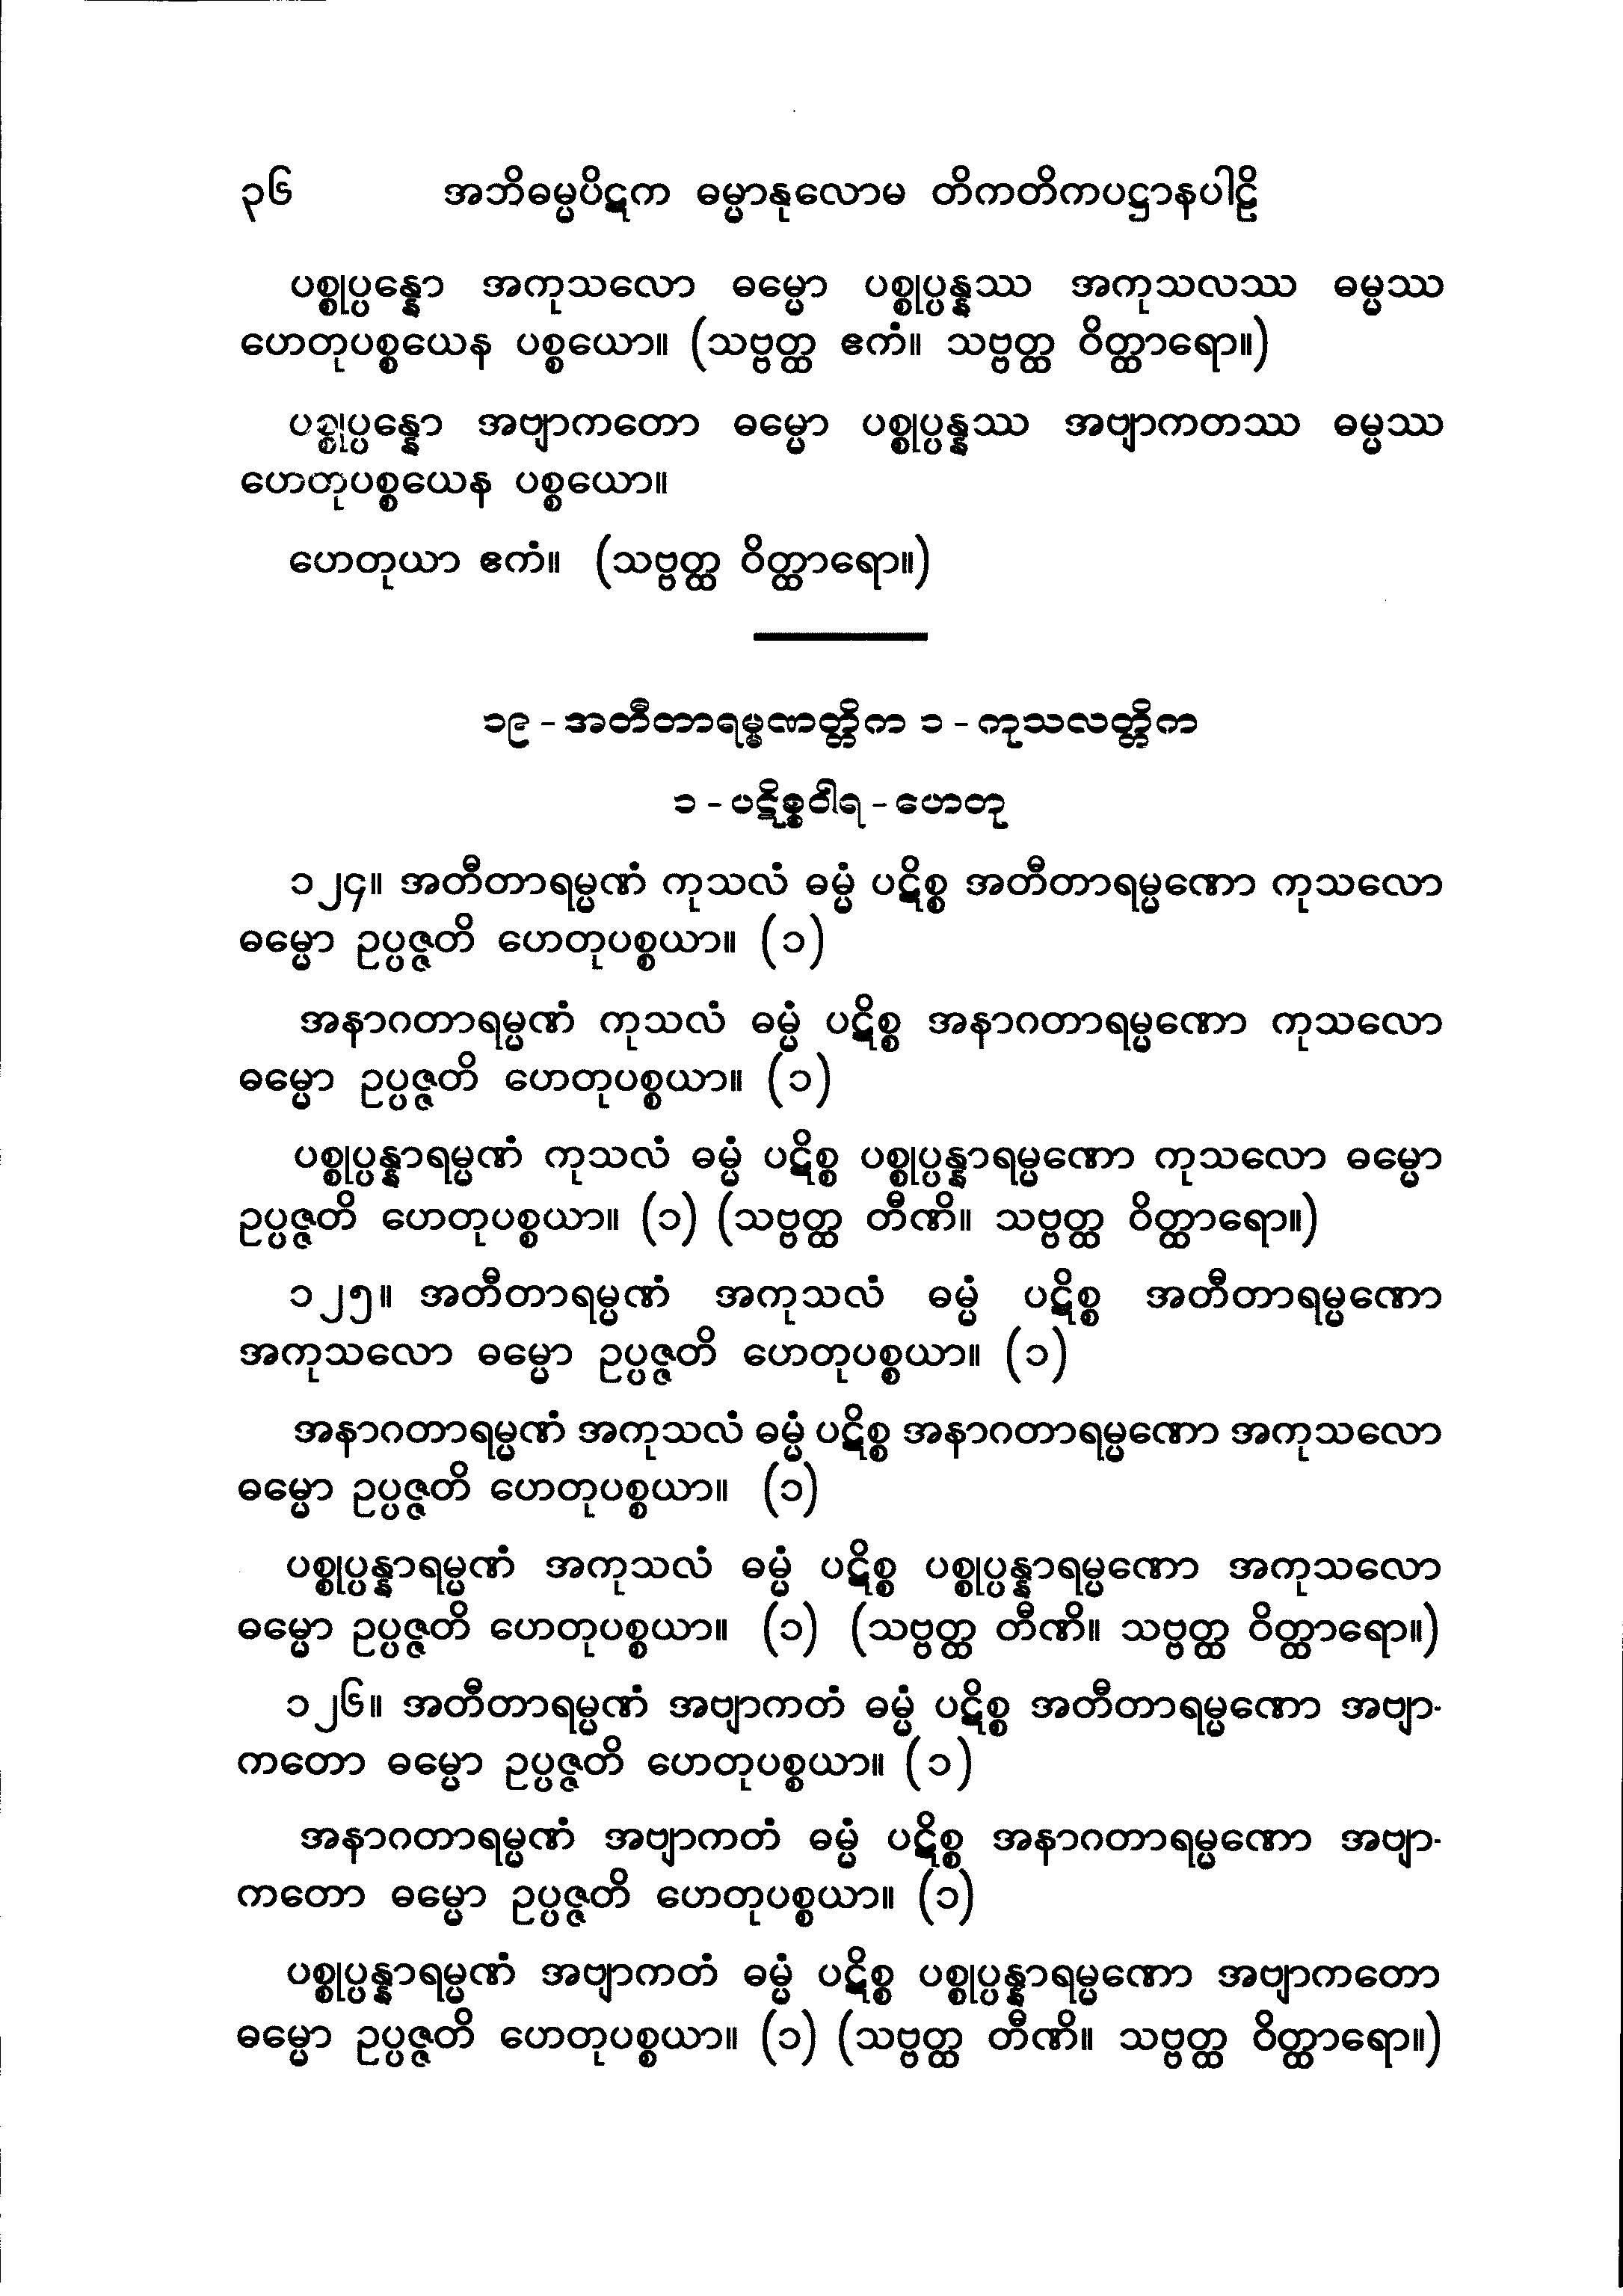 ၃၆ အဘိဓမ္မပိဋက ဓမ္မာနုလောမ တိကတိကပဋ္ဌာနပါဠိ
ပစ္စုပ္ပန္နော အကုသလော ဓမ္မော ပစ္စုပ္ပန္နဿ အကုသလဿ ဓမ္မဿ
ဟေတုပစ္စယေန ပစ္စယော။ (သဗ္ဗတ္ထ ဧကံ။ သဗ္ဗတ္ထ ဝိတ္ထာရော။)
ပစ္စုပ္ပန္နော အဗျာကတော ဓမ္မော ပစ္စုပ္ပန္နဿ အဗျာကတဿ ဓမ္မဿ
ဟေတုပစ္စယေန ပစ္စယော။
ဟေတုယာ ဧကံ။ (သဗ္ဗတ္ထ ဝိတ္ထာရော။)
၁၉ - အတီတာရမ္မဏတ္တိက ၁ - ကုသလတ္တိက
၁ - ပဋိစ္စဝါရ - ဟေတု
၁၂၄။ အတီတာရမ္မဏံ ကုသလံ ဓမ္မံ ပဋိစ္စ အတီတာရမ္မဏော ကုသလော
ဓမ္မော ဥပ္ပဇ္ဇတိ ဟေတုပစ္စယာ။ (၁)
အနာဂတာရမ္မဏံ ကုသလံ ဓမ္မံ ပဋိစ္စ အနာဂတာရမ္မဏော ကုသလော
ဓမ္မော ဥပ္ပဇ္ဇတိ ဟေတုပစ္စယာ။ (၁)
ပစ္စုပ္ပန္နာရမ္မဏံ ကုသလံ ဓမ္မံ ပဋိစ္စ ပစ္စုပ္ပန္နာရမ္မဏော ကုသလော ဓမ္မော
ဥပ္ပဇ္ဇတိ ဟေတုပစ္စယာ။ (၁) (သဗ္ဗတ္ထ တီဏိ။ သဗ္ဗတ္ထ ဝိတ္ထာရော။)
၁၂၅။ အတီတာရမ္မဏံ အကုသလံ ဓမ္မံ ပဋိစ္စ အတီတာရမ္မဏော
အကုသလော ဓမ္မော ဥပ္ပဇ္ဇတိ ဟေတုပစ္စယာ။ (၁)
အနာဂတာရမ္မဏံ အကုသလံ ဓမ္မံ ပဋိစ္စ အနာဂတာရမ္မဏော အကုသလော
ဓမ္မော ဥပ္ပဇ္ဇတိ ဟေတုပစ္စယာ။ (၁)
ပစ္စုပ္ပန္နာရမ္မဏံ အကုသလံ ဓမ္မံ ပဋိစ္စ ပစ္စုပ္ပန္နာရမ္မဏော အကုသလော
ဓမ္မော ဥပ္ပဇ္ဇတိ ဟေတုပစ္စယာ။ (၁) (သဗ္ဗတ္ထ တီဏိ။ သဗ္ဗတ္ထ ဝိတ္ထာရော။)
၁၂၆။ အတီတာရမ္မဏံ အဗျာကတံ ဓမ္မံ ပဋိစ္စ အတီတာရမ္မဏော အဗျာ-
ကတော ဓမ္မော ဥပ္ပဇ္ဇတိ ဟေတုပစ္စယာ။ (၁)
အနာဂတာရမ္မဏံ အဗျာကတံ ဓမ္မံ ပဋိစ္စ အနာဂတာရမ္မဏော အဗျာ-
ကတော ဓမ္မော ဥပ္ပဇ္ဇတိ ဟေတုပစ္စယာ။ (၁)
ပစ္စုပ္ပန္နာရမ္မဏံ အဗျာကတံ ဓမ္မံ ပဋိစ္စ ပစ္စုပ္ပန္နာရမ္မဏော အဗျာကတော
ဓမ္မော ဥပ္ပဇ္ဇတိ ဟေတုပစ္စယာ။ (၁) (သဗ္ဗတ္ထ တီဏိ။ သဗ္ဗတ္ထ ဝိတ္ထာရော။)